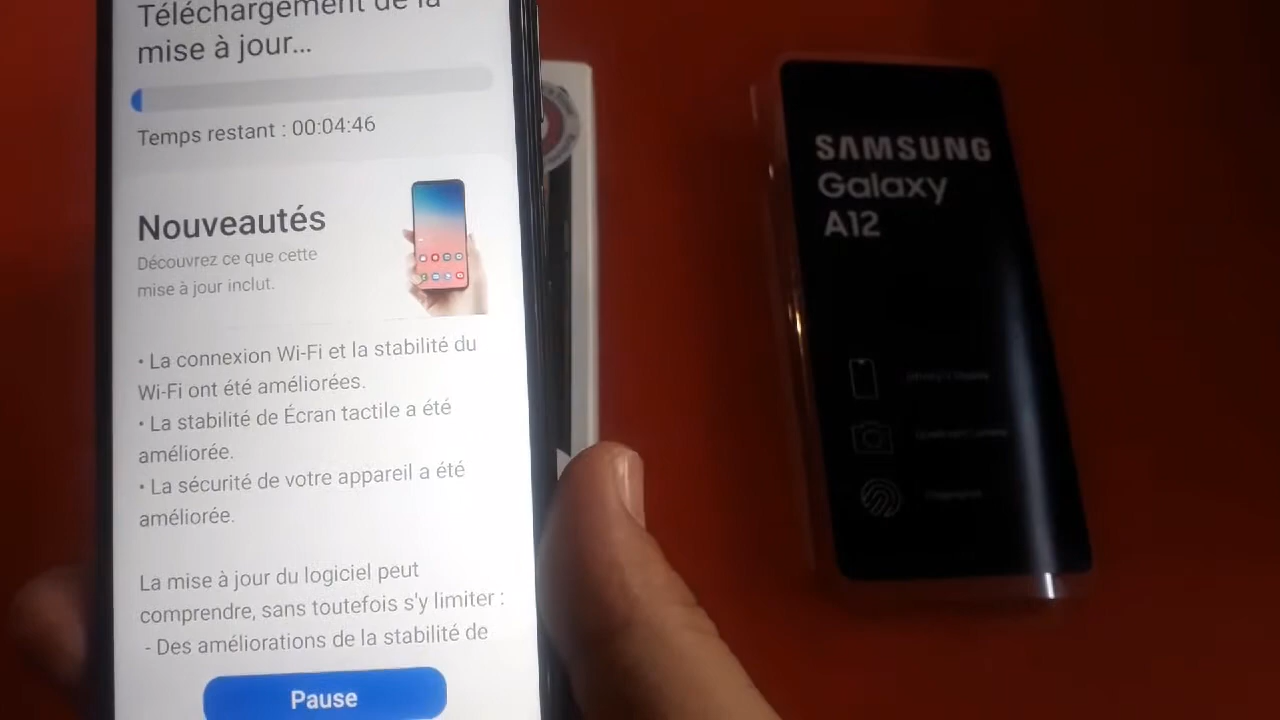 Téléchargement de la
mise à jour...
Temps restant : 00:04:46
Nouveautés
Découvrez ce que cette
mise à jour inclut.
• La connexion Wi-Fi et la stabilité du
Wi-Fi ont été améliorées.
• La stabilité de Écran tactile a été
améliorée.
• La sécurité de votre appareil a été
améliorée.
La mise à jour du logiciel peut
comprendre, sans toutefois s'y limiter :
- Des améliorations de la stabilité de
Pause
SAMSUNG
Galaxy
A12